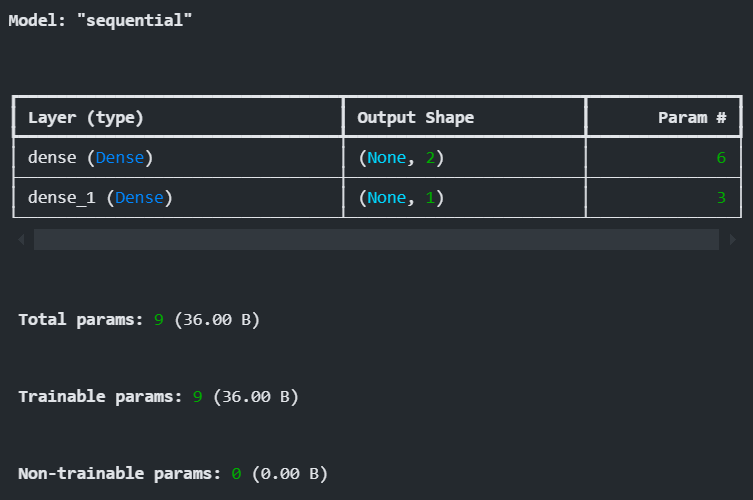 Model: "sequential"
Layer (type) Output Shape Param #
dense (Dense) (None, 2) 6
dense_1 (Dense) (None, 1) 3
Total params: 9 (36.00 B)
Trainable params: 9 (36.00 B)
Non-trainable params: 0 (0.00 B)